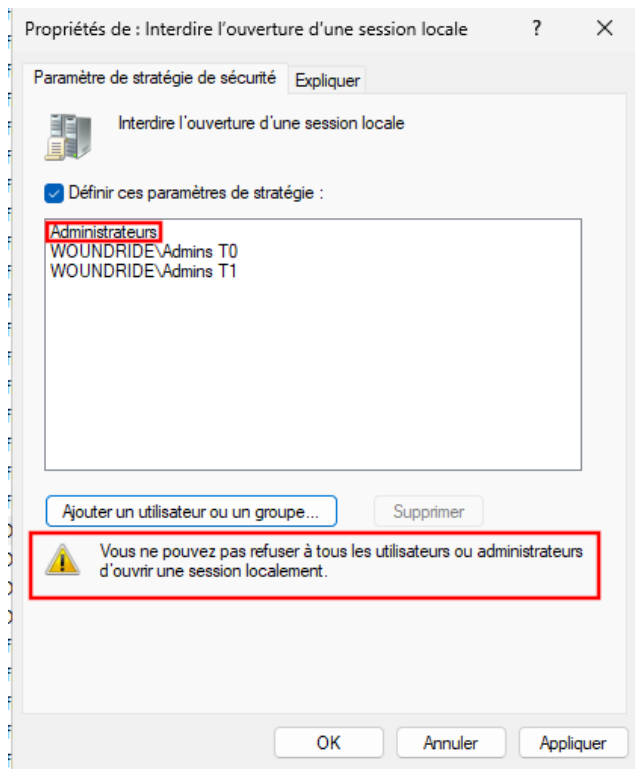 Propriétés de : Interdire l’ouverture d’une session locale ? ×
Paramètre de stratégie de sécurité Expliquer
Interdire l’ouverture d’une session locale
Définir ces paramètres de stratégie :
Administrateurs
WOUNDRIDE\Admins T0
WOUNDRIDE\Admins T1
Ajouter un utilisateur ou un groupe... Supprimer
Vous ne pouvez pas refuser à tous les utilisateurs ou administrateurs
d’ouvrir une session localement.
OK Annuler Appliquer